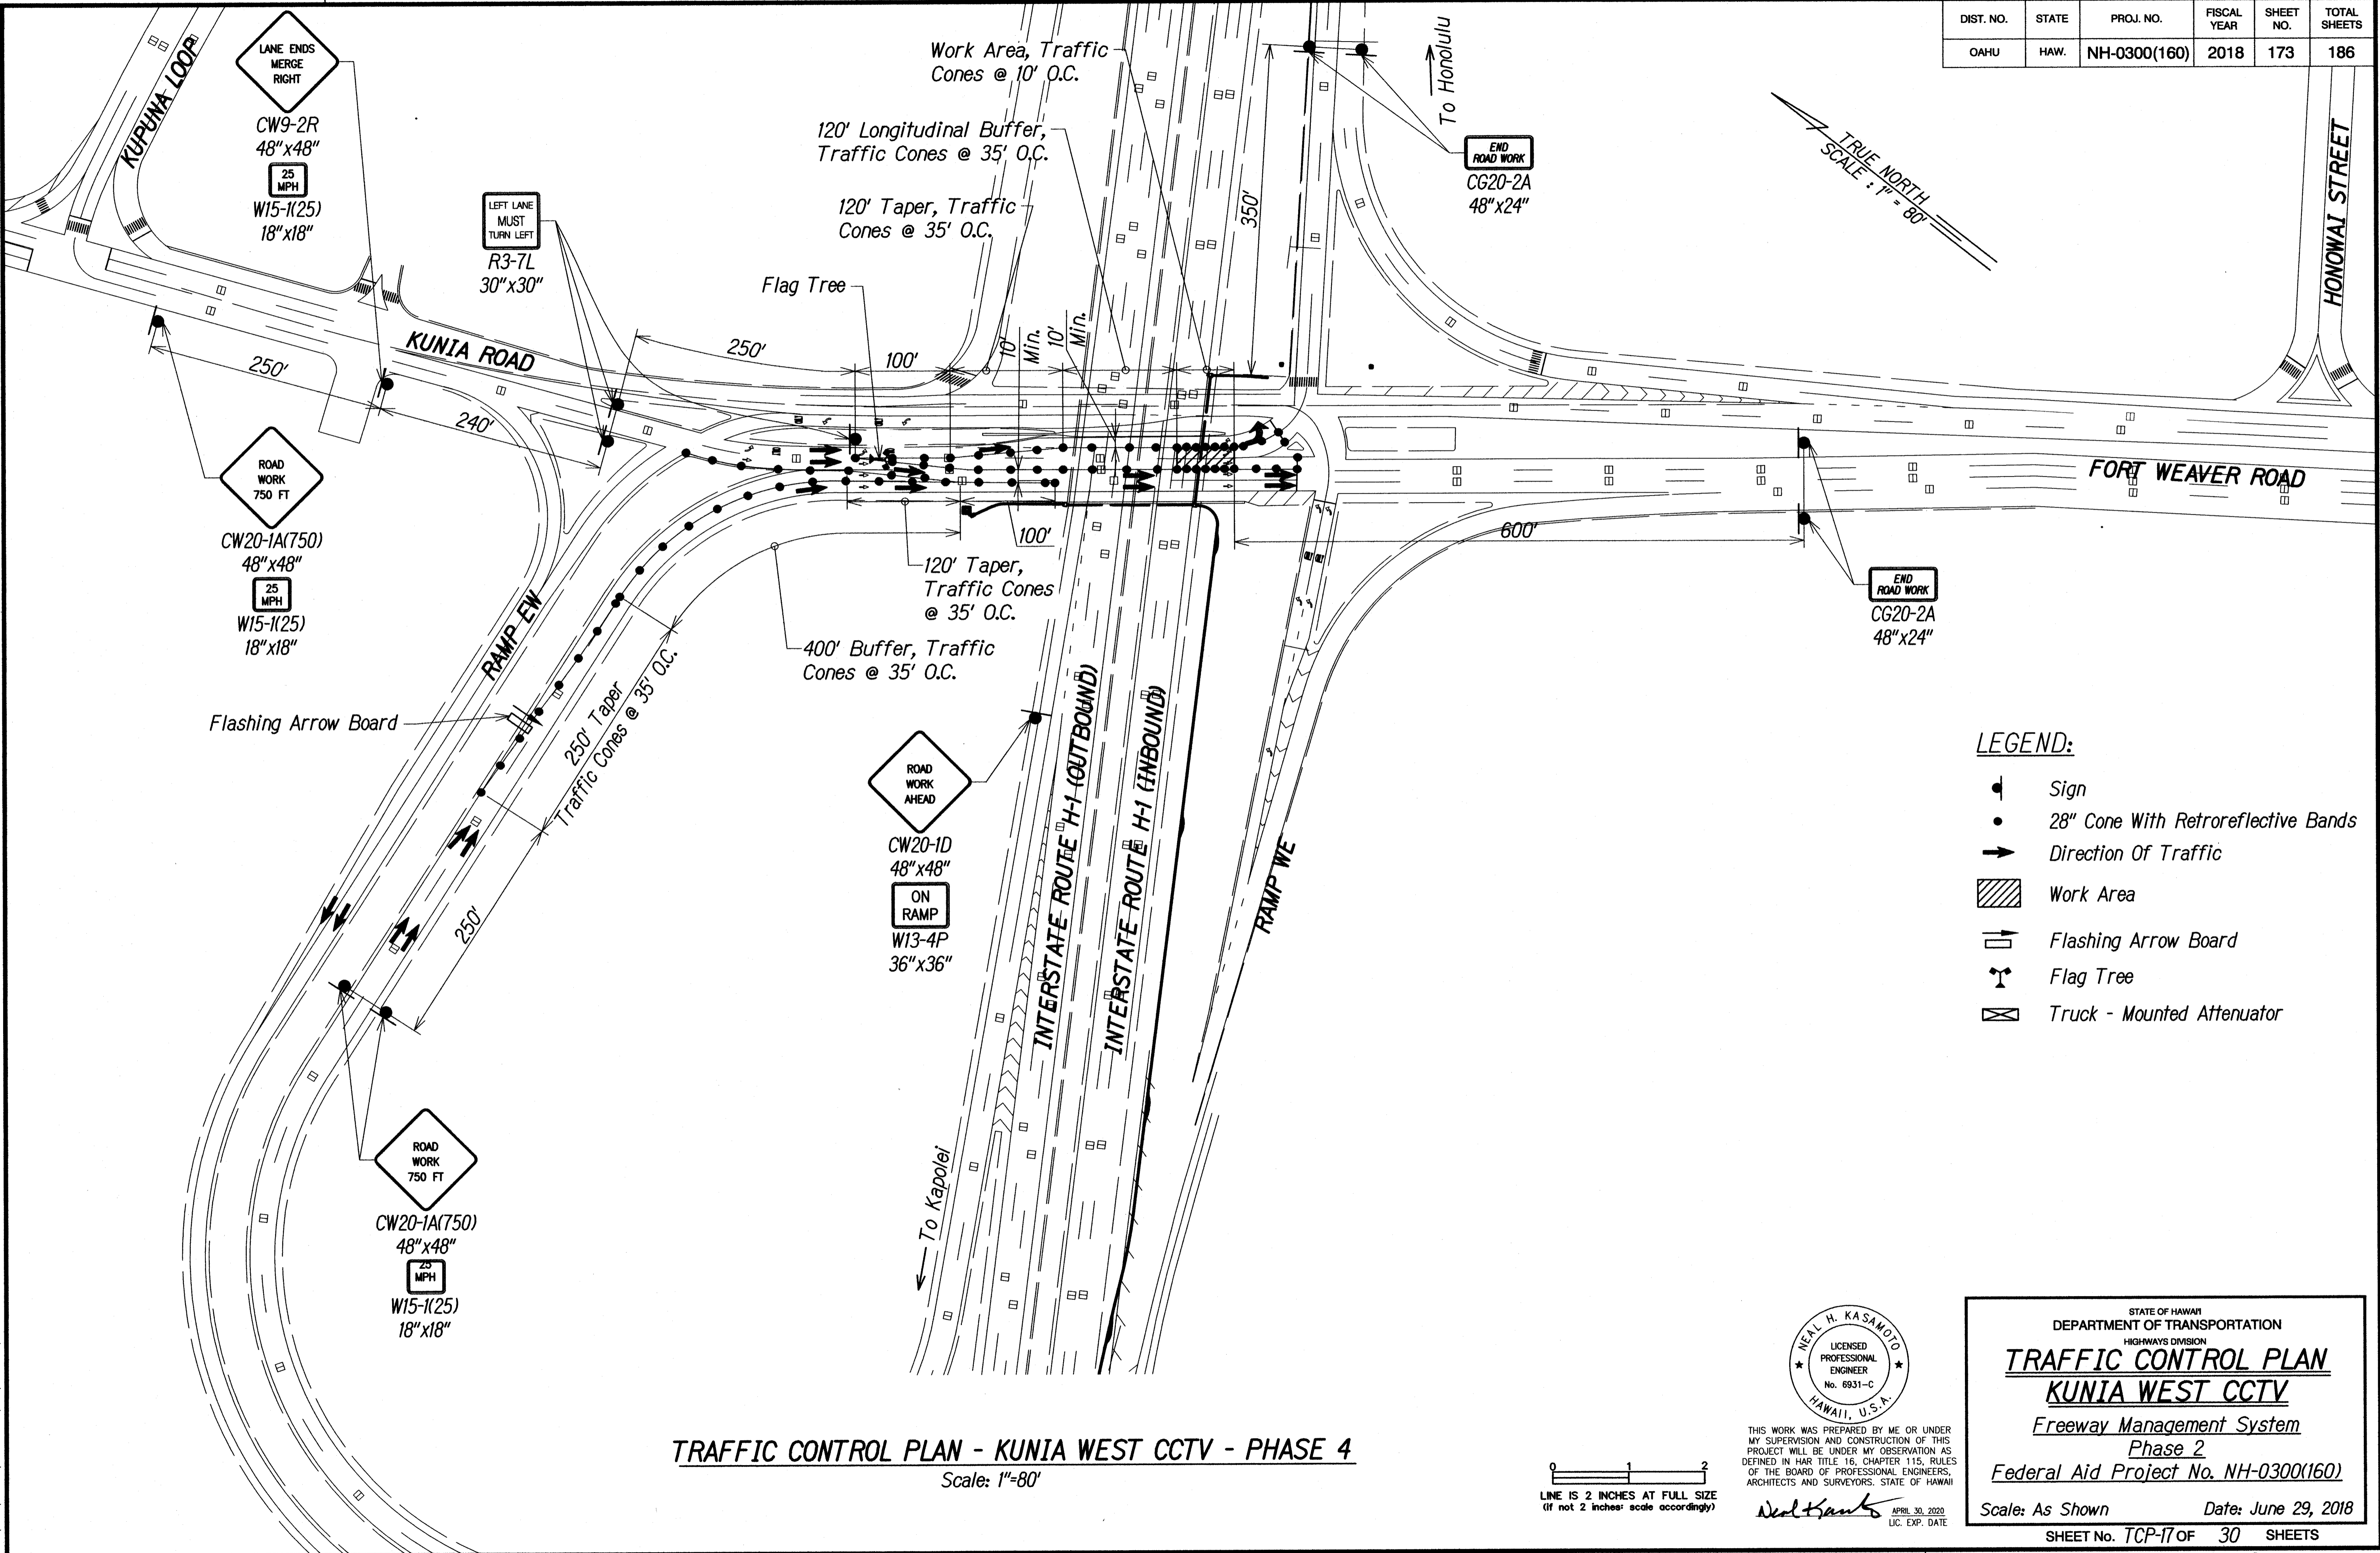 DIST. NO.
STATE
PROJ. NO.
FISCAL YEAR
SHEET NO.
TOTAL SHEETS
OAHU
HAW.
NH-0300(160)
2018
173
186
KUPUNA LOOP
LANE ENDS
MERGE
RIGHT
CW9-2R
48"x48"
25
MPH
W15-1(25)
18"x18"
LEFT LANE
MUST
TURN LEFT
R3-7L
30"x30"
Work Area, Traffic
Cones @ 10' O.C.
120' Longitudinal Buffer,
Traffic Cones @ 35' O.C.
120' Taper, Traffic
Cones @ 35' O.C.
Flag Tree
To Honolulu
350'
END
ROAD WORK
CG20-2A
48"x24"
TRUE NORTH
SCALE : 1" = 80'
HONOWAI STREET
KUNIA ROAD
250'
100'
10'
Min.
10'
Min.
250'
240'
ROAD
WORK
750 FT
CW20-1A(750)
48"x48"
25
MPH
W15-1(25)
18"x18"
FORT WEAVER ROAD
100'
600'
END
ROAD WORK
CG20-2A
48"x24"
120' Taper,
Traffic Cones
@ 35' O.C.
400' Buffer, Traffic
Cones @ 35' O.C.
RAMP EW
Flashing Arrow Board
250' Taper
Traffic Cones @ 35' O.C.
250'
ROAD
WORK
AHEAD
CW20-1D
48"x48"
ON
RAMP
W13-4P
36"x36"
INTERSTATE ROUTE H-1 (OUTBOUND)
INTERSTATE ROUTE H-1 (INBOUND)
RAMP WE
To Kapolei
ROAD
WORK
750 FT
CW20-1A(750)
48"x48"
25
MPH
W15-1(25)
18"x18"
LEGEND:
Sign
28" Cone With Retroreflective Bands
Direction Of Traffic
Work Area
Flashing Arrow Board
Flag Tree
Truck - Mounted Attenuator
TRAFFIC CONTROL PLAN - KUNIA WEST CCTV - PHASE 4
Scale: 1"=80'
0 1 2
LINE IS 2 INCHES AT FULL SIZE
(if not 2 inches: scale accordingly)
NEAL H. KASAMOTO
LICENSED
PROFESSIONAL
ENGINEER
No. 6931-C
HAWAII, U.S.A.
THIS WORK WAS PREPARED BY ME OR UNDER
MY SUPERVISION AND CONSTRUCTION OF THIS
PROJECT WILL BE UNDER MY OBSERVATION AS
DEFINED IN HAR TITLE 16, CHAPTER 115, RULES
OF THE BOARD OF PROFESSIONAL ENGINEERS,
ARCHITECTS AND SURVEYORS. STATE OF HAWAII
APRIL 30, 2020
LIC. EXP. DATE
STATE OF HAWAI'I
DEPARTMENT OF TRANSPORTATION
HIGHWAYS DIVISION
TRAFFIC CONTROL PLAN
KUNIA WEST CCTV
Freeway Management System
Phase 2
Federal Aid Project No. NH-0300(160)
Scale: As Shown Date: June 29, 2018
SHEET No. TCP-17 OF 30 SHEETS